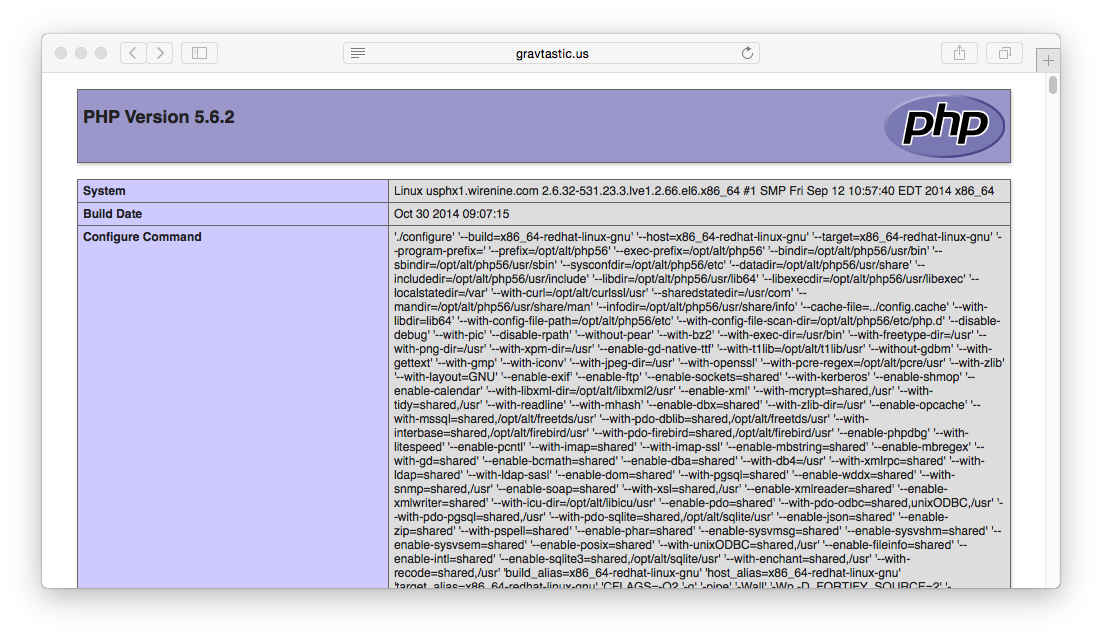 gravtastic.us
PHP Version 5.6.2
php
System
Linux usphx1.wirenine.com 2.6.32-531.23.3.lve1.2.66.el6.x86_64 #1 SMP Fri Sep 12 10:57:40 EDT 2014 x86_64
Build Date
Oct 30 2014 09:07:15
Configure Command
'./configure' '--build=x86_64-redhat-linux-gnu' '--host=x86_64-redhat-linux-gnu' '--target=x86_64-redhat-linux-gnu' '-
-program-prefix=' '--prefix=/opt/alt/php56' '--exec-prefix=/opt/alt/php56' '--bindir=/opt/alt/php56/usr/bin' '--
sbindir=/opt/alt/php56/usr/sbin' '--sysconfdir=/opt/alt/php56/etc' '--datadir=/opt/alt/php56/usr/share' '--
includedir=/opt/alt/php56/usr/include' '--libdir=/opt/alt/php56/usr/lib64' '--libexecdir=/opt/alt/php56/usr/libexec' '--
localstatedir=/var' '--with-curl=/opt/alt/curlssl/usr' '--sharedstatedir=/usr/com' '--
mandir=/opt/alt/php56/usr/share/man' '--infodir=/opt/alt/php56/usr/share/info' '--cache-file=../config.cache' '--with-
libdir=lib64' '--with-config-file-path=/opt/alt/php56/etc' '--with-config-file-scan-dir=/opt/alt/php56/etc/php.d' '--disable-
debug' '--with-pic' '--disable-rpath' '--without-pear' '--with-bz2' '--with-exec-dir=/usr/bin' '--with-freetype-dir=/usr' '--
with-png-dir=/usr' '--with-xpm-dir=/usr' '--enable-gd-native-ttf' '--with-t1lib=/opt/alt/t1lib/usr' '--without-gdbm' '--with-
gettext' '--with-gmp' '--with-iconv' '--with-jpeg-dir=/usr' '--with-openssl' '--with-pcre-regex=/opt/alt/pcre/usr' '--with-zlib'
'--with-layout=GNU' '--enable-exif' '--enable-ftp' '--enable-sockets=shared' '--with-kerberos' '--enable-shmop' '--
enable-calendar' '--with-libxml-dir=/opt/alt/libxml2/usr' '--enable-xml' '--with-mcrypt=shared,/usr' '--with-
tidy=shared,/usr' '--with-readline' '--with-mhash' '--enable-dbx=shared' '--with-zlib-dir=/usr' '--enable-opcache' '--
with-mssql=shared,/opt/alt/freetds/usr' '--with-pdo-dblib=shared,/opt/alt/freetds/usr' '--with-
interbase=shared,/opt/alt/firebird/usr' '--with-pdo-firebird=shared,/opt/alt/firebird/usr' '--enable-phpdbg' '--with-
litespeed' '--enable-pcntl' '--with-imap=shared' '--with-imap-ssl' '--enable-mbstring=shared' '--enable-mbregex' '--
with-gd=shared' '--enable-bcmath=shared' '--enable-dba=shared' '--with-db4=/usr' '--with-xmlrpc=shared' '--with-
ldap=shared' '--with-ldap-sasl' '--enable-dom=shared' '--with-pgsql=shared' '--enable-wddx=shared' '--with-
snmp=shared,/usr' '--enable-soap=shared' '--with-xsl=shared,/usr' '--enable-xmlreader=shared' '--enable-
xmlwriter=shared' '--with-icu-dir=/opt/alt/libicu/usr' '--enable-pdo=shared' '--with-pdo-odbc=shared,unixODBC,/usr' '-
-with-pdo-pgsql=shared,/usr' '--with-pdo-sqlite=shared,/opt/alt/sqlite/usr' '--enable-json=shared' '--enable-
zip=shared' '--with-pspell=shared' '--enable-phar=shared' '--enable-sysvmsg=shared' '--enable-sysvshm=shared' '--
enable-sysvsem=shared' '--enable-posix=shared' '--with-unixODBC=shared,/usr' '--enable-fileinfo=shared' '--
enable-intl=shared' '--enable-sqlite3=shared,/opt/alt/sqlite/usr' '--with-enchant=shared,/usr' '--with-
recode=shared,/usr' 'build_alias=x86_64-redhat-linux-gnu' 'host_alias=x86_64-redhat-linux-gnu'
'target_alias=x86_64-redhat-linux-gnu' 'CFLAGS=-O2 '-g' '-pipe' '-Wall' '-Wp,-D_FORTIFY_SOURCE=2' '-